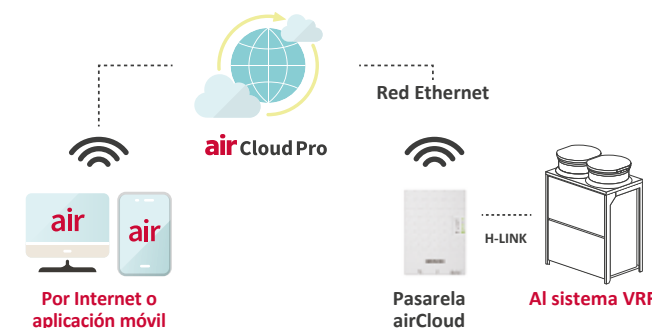 Red Ethernet
air Cloud Pro
air
air
H-LINK
Por Internet o
aplicación móvil
Pasarela
airCloud
Al sistema VRF